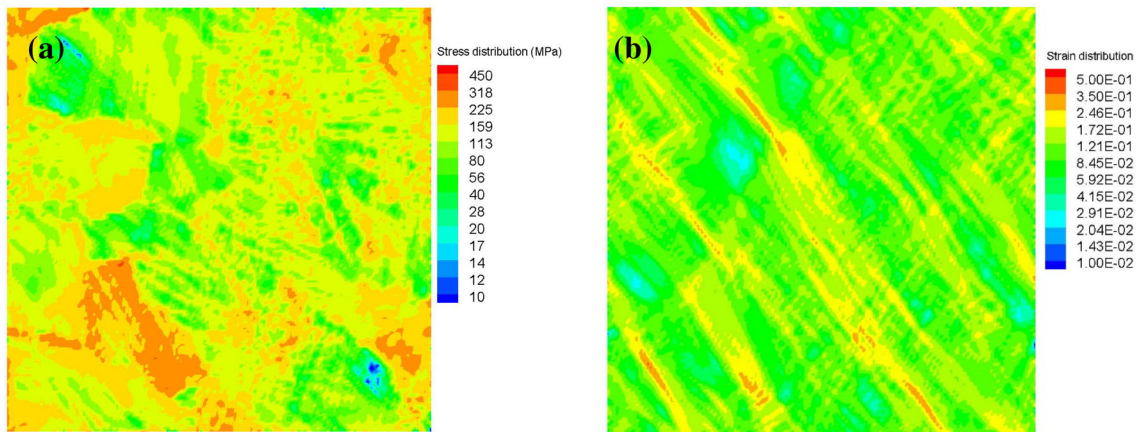 (a)
Stress distribution (MPa)
450
318
225
159
113
80
56
40
28
20
17
14
12
10
(b)
Strain distribution
5.00E-01
3.50E-01
2.46E-01
1.72E-01
1.21E-01
8.45E-02
5.92E-02
4.15E-02
2.91E-02
2.04E-02
1.43E-02
1.00E-02